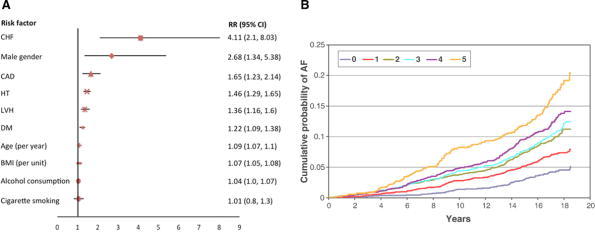 A
Risk factor RR (95% CI)
CHF 4.11 (2.1, 8.03)
Male gender 2.68 (1.34, 5.38)
CAD 1.65 (1.23, 2.14)
HT 1.46 (1.29, 1.65)
LVH 1.36 (1.16, 1.6)
DM 1.22 (1.09, 1.38)
Age (per year) 1.09 (1.07, 1.1)
BMI (per unit) 1.07 (1.05, 1.08)
Alcohol consumption 1.04 (1.0, 1.07)
Cigarette smoking 1.01 (0.8, 1.3)
0 1 2 3 4 5 6 7 8 9
B
Cumulative probability of AF
0.25
0.2
0.15
0.1
0.05
0
0 1 2 3 4 5
0 2 4 6 8 10 12 14 16 18 20
Years